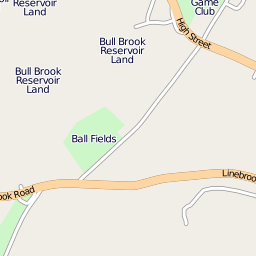 Brook
Reservoir
Land
Game
Club
High Street
Bull Brook
Reservoir
Land
Bull Brook
Reservoir
Land
Ball Fields
Linebroo
ook Road